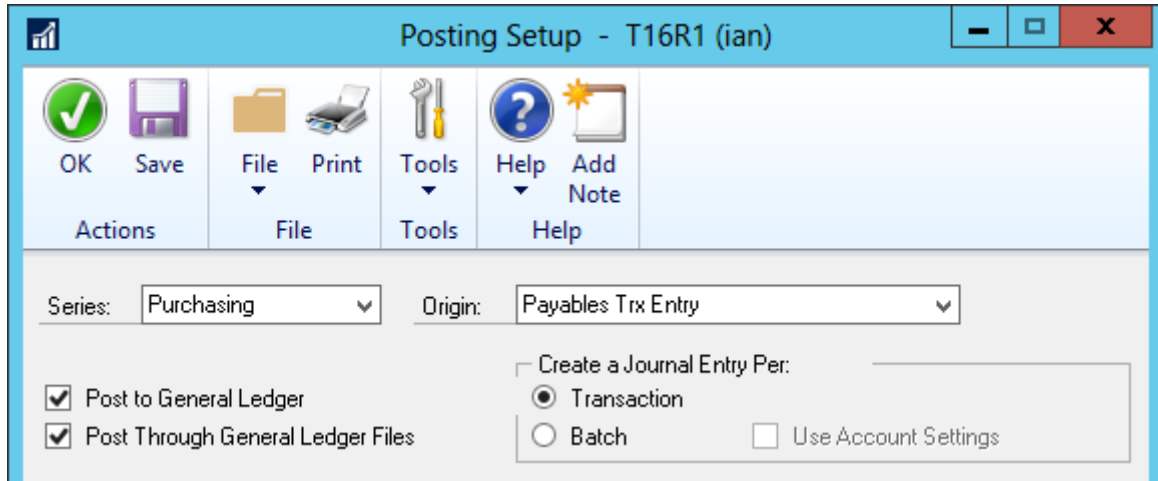 Posting Setup - T16R1 (ian)
OK Save File Print Tools Help Add Note
Actions File Tools Help
Series: Purchasing Origin: Payables Trx Entry
Create a Journal Entry Per:
Post to General Ledger Transaction
Post Through General Ledger Files Batch Use Account Settings